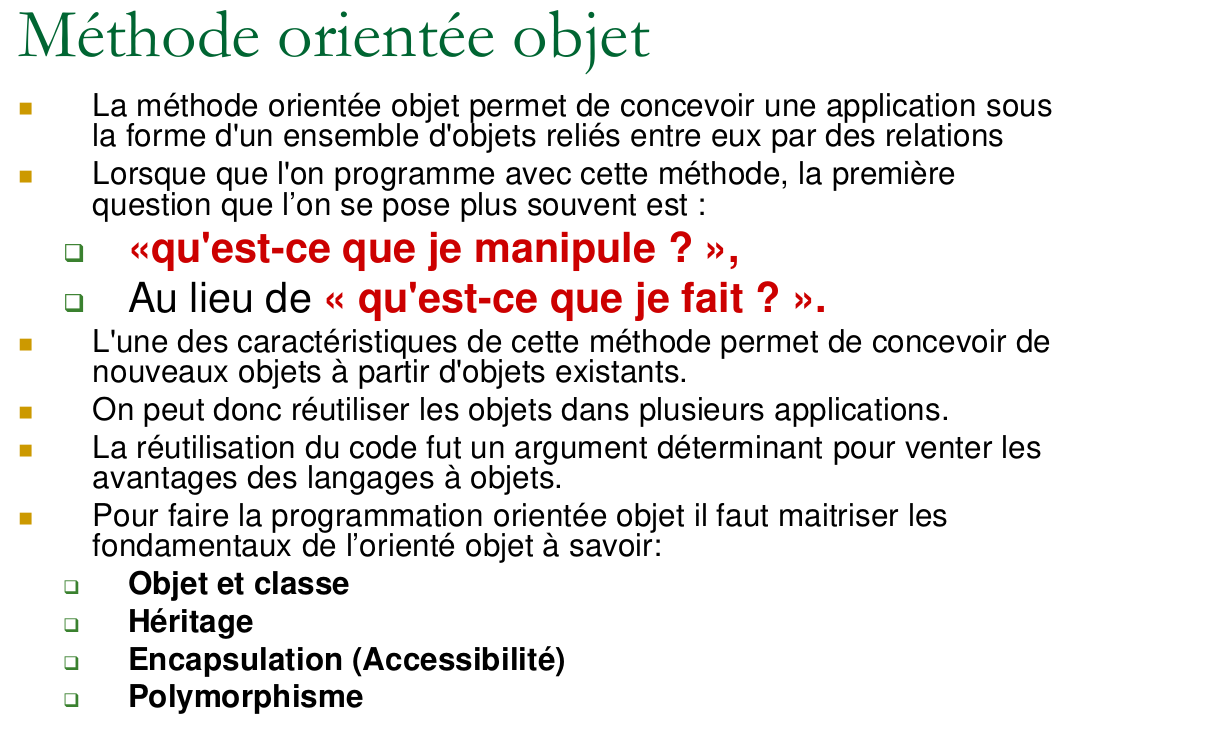 Méthode orientée objet
La méthode orientée objet permet de concevoir une application sous
la forme d'un ensemble d'objets reliés entre eux par des relations
Lorsque que l'on programme avec cette méthode, la première
question que l’on se pose plus souvent est :
«qu'est-ce que je manipule ? »,
Au lieu de « qu'est-ce que je fait ? ».
L'une des caractéristiques de cette méthode permet de concevoir de
nouveaux objets à partir d'objets existants.
On peut donc réutiliser les objets dans plusieurs applications.
La réutilisation du code fut un argument déterminant pour venter les
avantages des langages à objets.
Pour faire la programmation orientée objet il faut maitriser les
fondamentaux de l’orienté objet à savoir:
Objet et classe
Héritage
Encapsulation (Accessibilité)
Polymorphisme